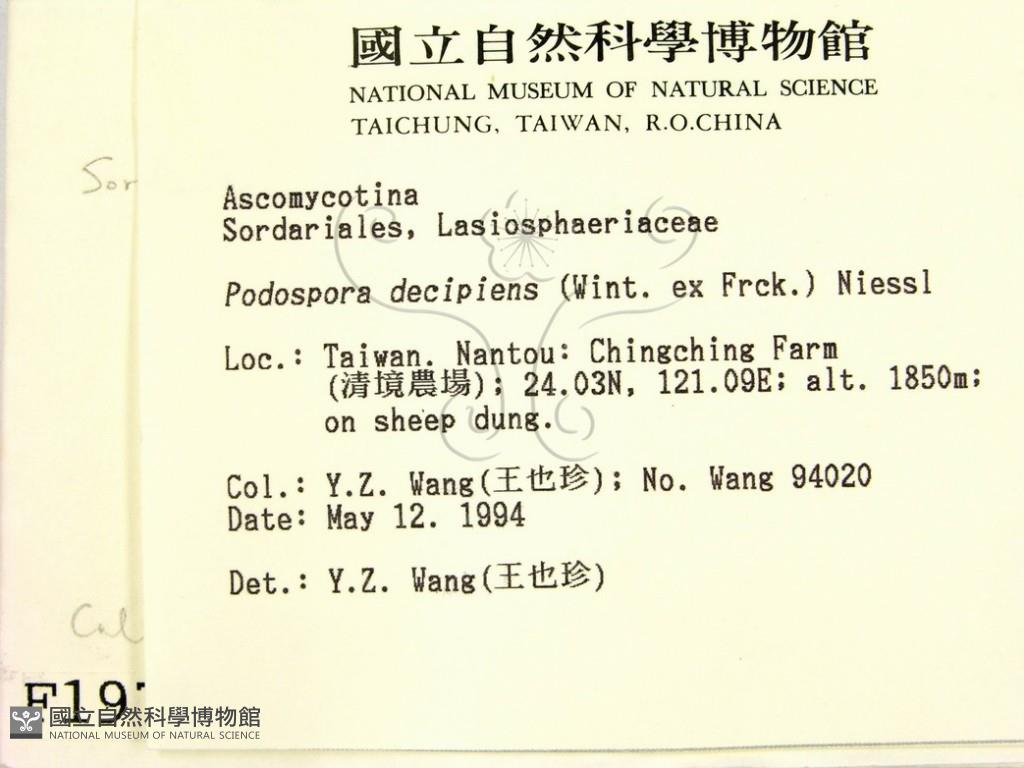 國立自然科學博物館
NATIONAL MUSEUM OF NATURAL SCIENCE
TAICHUNG, TAIWAN, R.O.CHINA
Sor
Ascomycotina
Sordariales, Lasiosphaeriaceae
Podospora decipiens (Wint. ex Frck.) Niessl
Loc.: Taiwan. Nantou: Chingching Farm
(清境農場); 24.03N, 121.09E; alt. 1850m;
on sheep dung.
Col.: Y.Z. Wang(王也珍); No. Wang 94020
Date: May 12. 1994
Det.: Y.Z. Wang(王也珍)
Col
F197
國立自然科學博物館
NATIONAL MUSEUM OF NATURAL SCIENCE